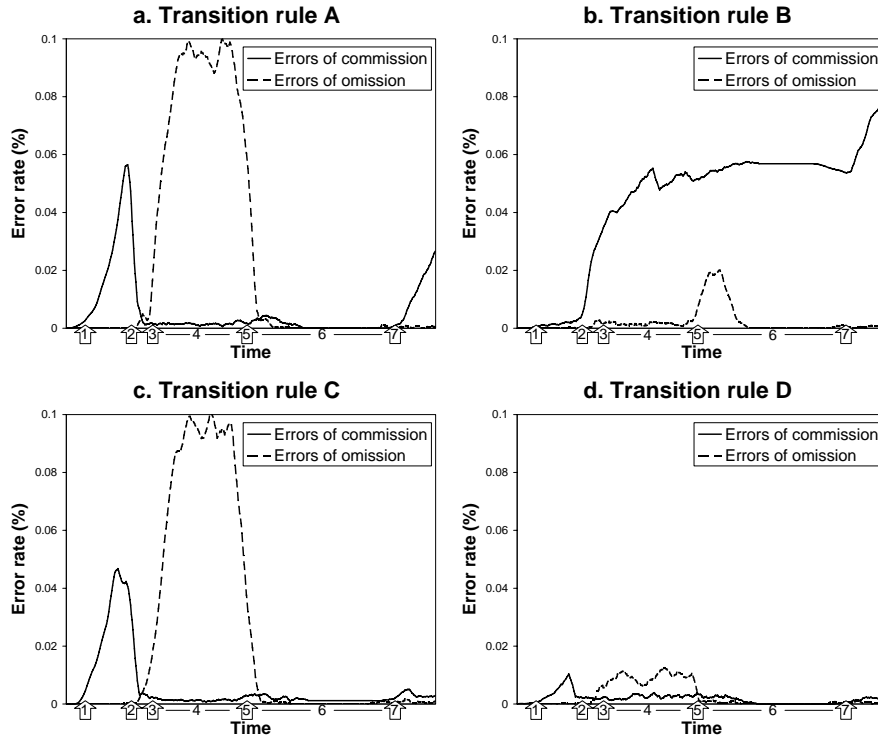 a. Transition rule A
Error rate (%)
0.1
0.08
0.06
0.04
0.02
0
Errors of commission
Errors of omission
1 2 3 4 5 6 7
Time
b. Transition rule B
Error rate (%)
0.1
0.08
0.06
0.04
0.02
0
Errors of commission
Errors of omission
1 2 3 4 5 6 7
Time
c. Transition rule C
Error rate (%)
0.1
0.08
0.06
0.04
0.02
0
Errors of commission
Errors of omission
1 2 3 4 5 6 7
Time
d. Transition rule D
Error rate (%)
0.1
0.08
0.06
0.04
0.02
0
Errors of commission
Errors of omission
1 2 3 4 5 6 7
Time